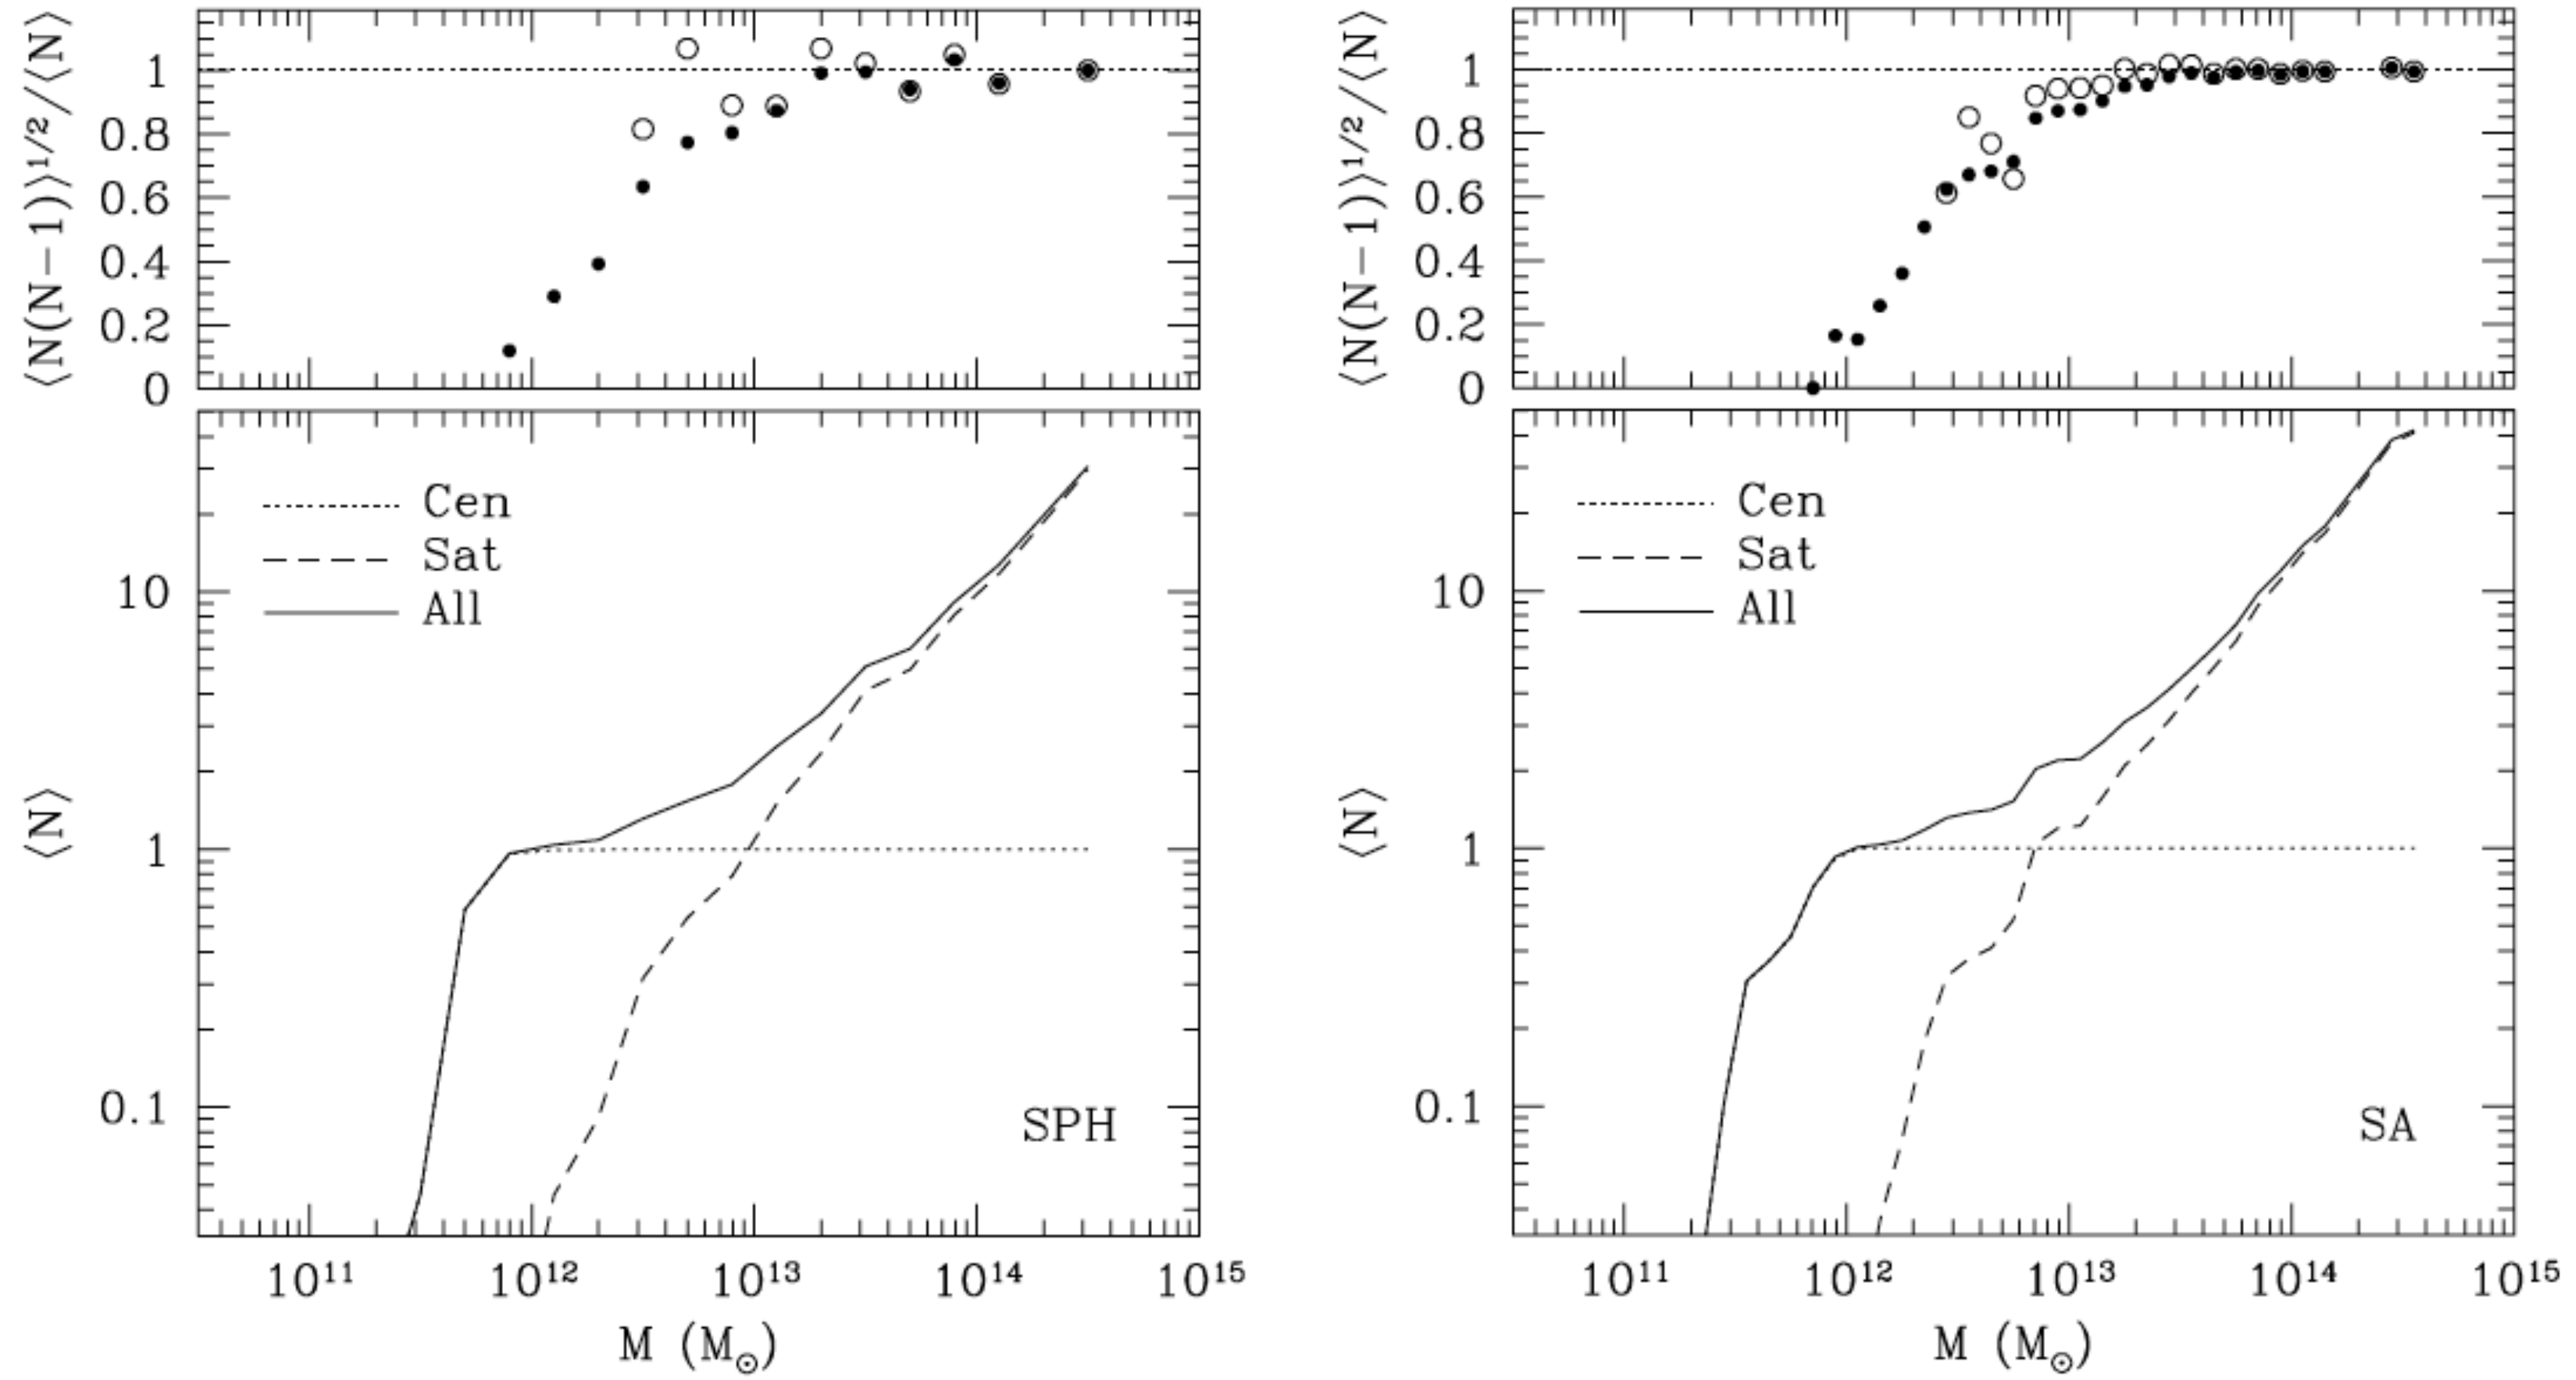 ⟨N(N−1)⟩^1/2/⟨N⟩
1
0.8
0.6
0.4
0.2
0
⟨N⟩
10
1
0.1
Cen
Sat
All
SPH
10^11 10^12 10^13 10^14 10^15
M (M_⊙)
⟨N(N−1)⟩^1/2/⟨N⟩
1
0.8
0.6
0.4
0.2
0
⟨N⟩
10
1
0.1
Cen
Sat
All
SA
10^11 10^12 10^13 10^14 10^15
M (M_⊙)